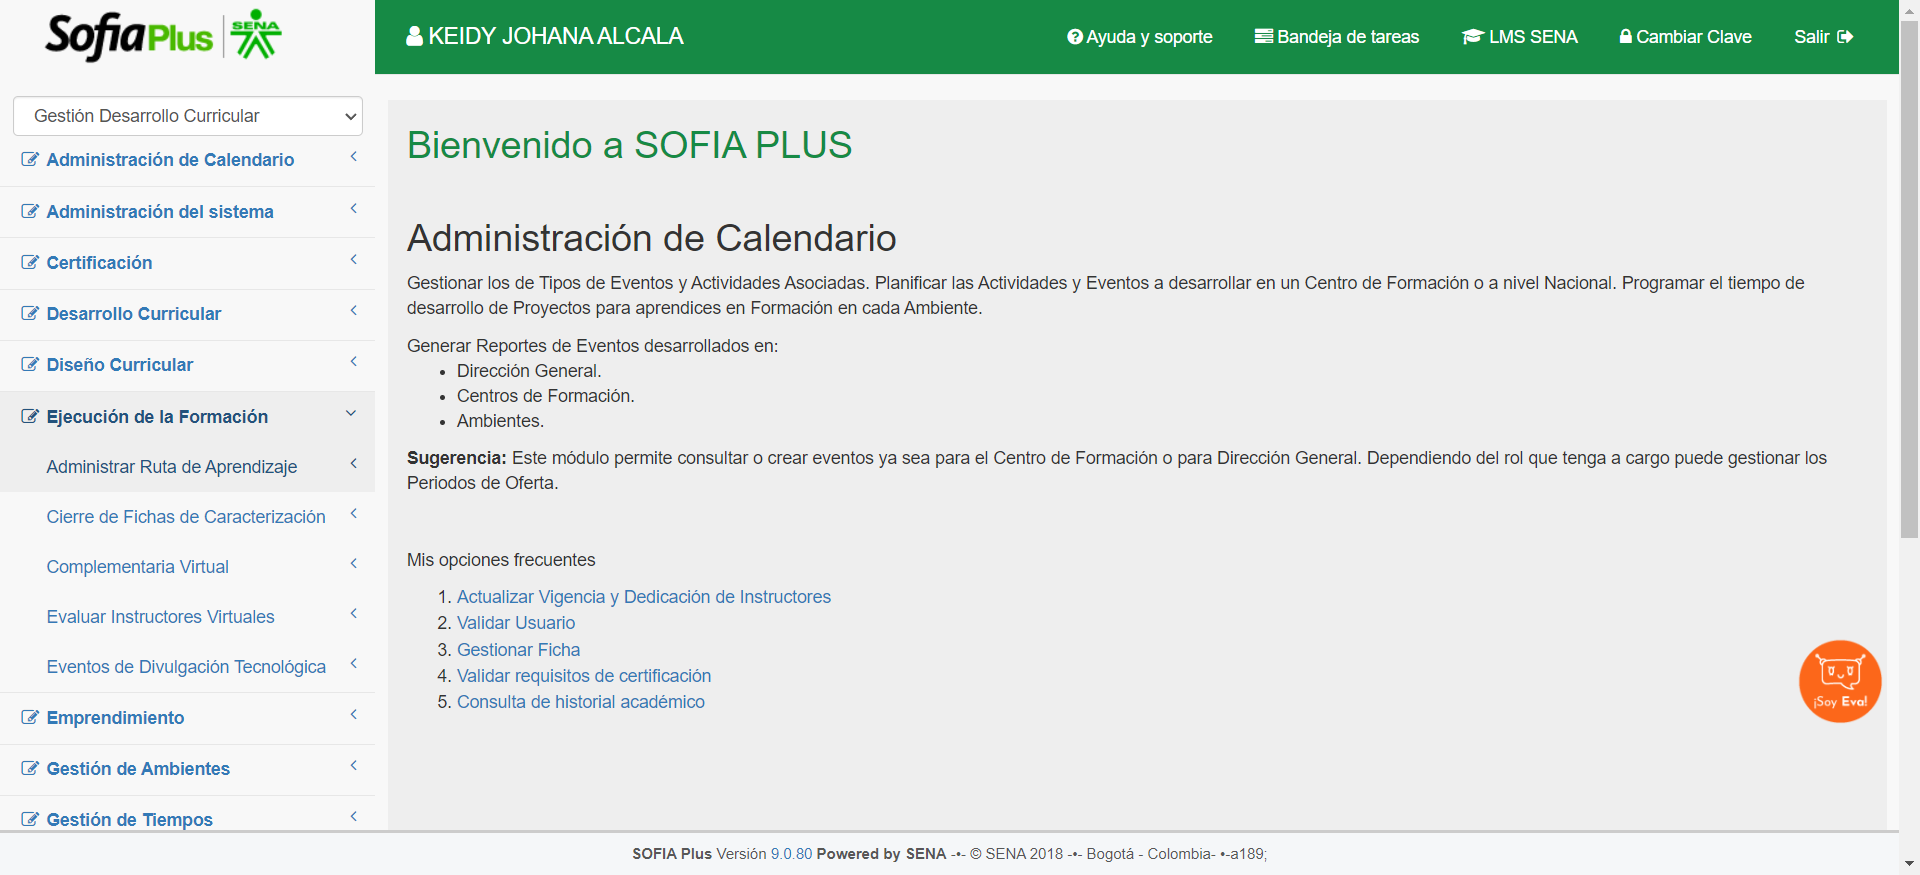 SofiaPlus SENA
KEIDY JOHANA ALCALA
Ayuda y soporte
Bandeja de tareas
LMS SENA
Cambiar Clave
Salir
Gestión Desarrollo Curricular
Administración de Calendario
Administración del sistema
Certificación
Desarrollo Curricular
Diseño Curricular
Ejecución de la Formación
Administrar Ruta de Aprendizaje
Cierre de Fichas de Caracterización
Complementaria Virtual
Evaluar Instructores Virtuales
Eventos de Divulgación Tecnológica
Emprendimiento
Gestión de Ambientes
Gestión de Tiempos
Bienvenido a SOFIA PLUS
Administración de Calendario
Gestionar los de Tipos de Eventos y Actividades Asociadas. Planificar las Actividades y Eventos a desarrollar en un Centro de Formación o a nivel Nacional. Programar el tiempo de
desarrollo de Proyectos para aprendices en Formación en cada Ambiente.
Generar Reportes de Eventos desarrollados en:
• Dirección General.
• Centros de Formación.
• Ambientes.
Sugerencia: Este módulo permite consultar o crear eventos ya sea para el Centro de Formación o para Dirección General. Dependiendo del rol que tenga a cargo puede gestionar los
Periodos de Oferta.
Mis opciones frecuentes
1. Actualizar Vigencia y Dedicación de Instructores
2. Validar Usuario
3. Gestionar Ficha
4. Validar requisitos de certificación
5. Consulta de historial académico
¡Soy Eva!
SOFIA Plus Versión 9.0.80 Powered by SENA -•- © SENA 2018 -•- Bogotá - Colombia- •-a189;